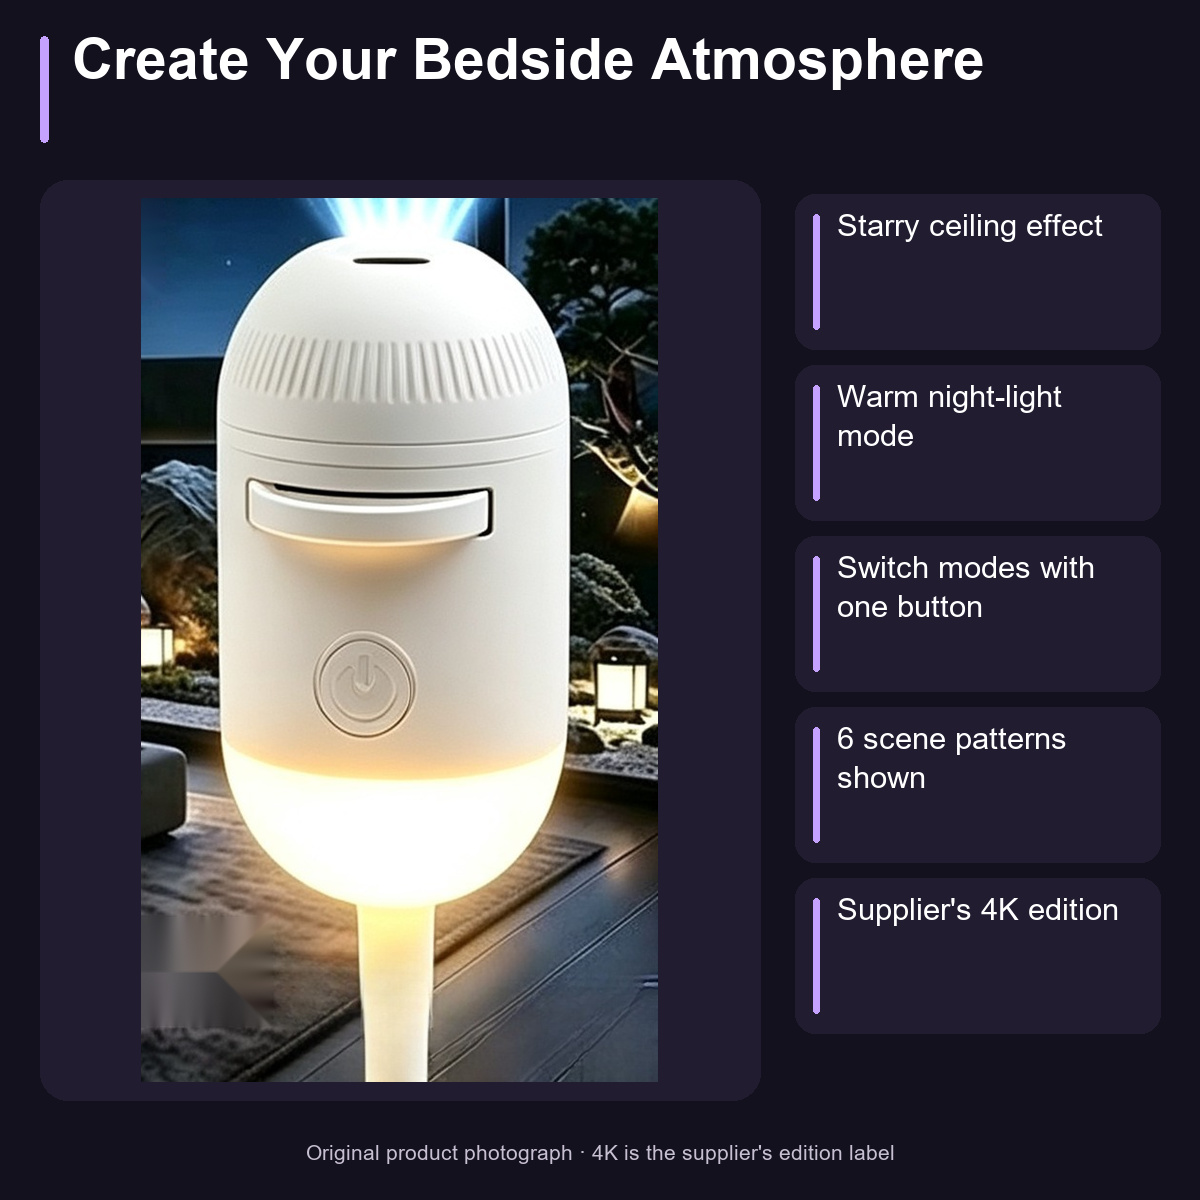 Create Your Bedside Atmosphere
Starry ceiling effect
Warm night-light
mode
Switch modes with
one button
6 scene patterns
shown
Supplier's 4K edition
Original product photograph · 4K is the supplier's edition label